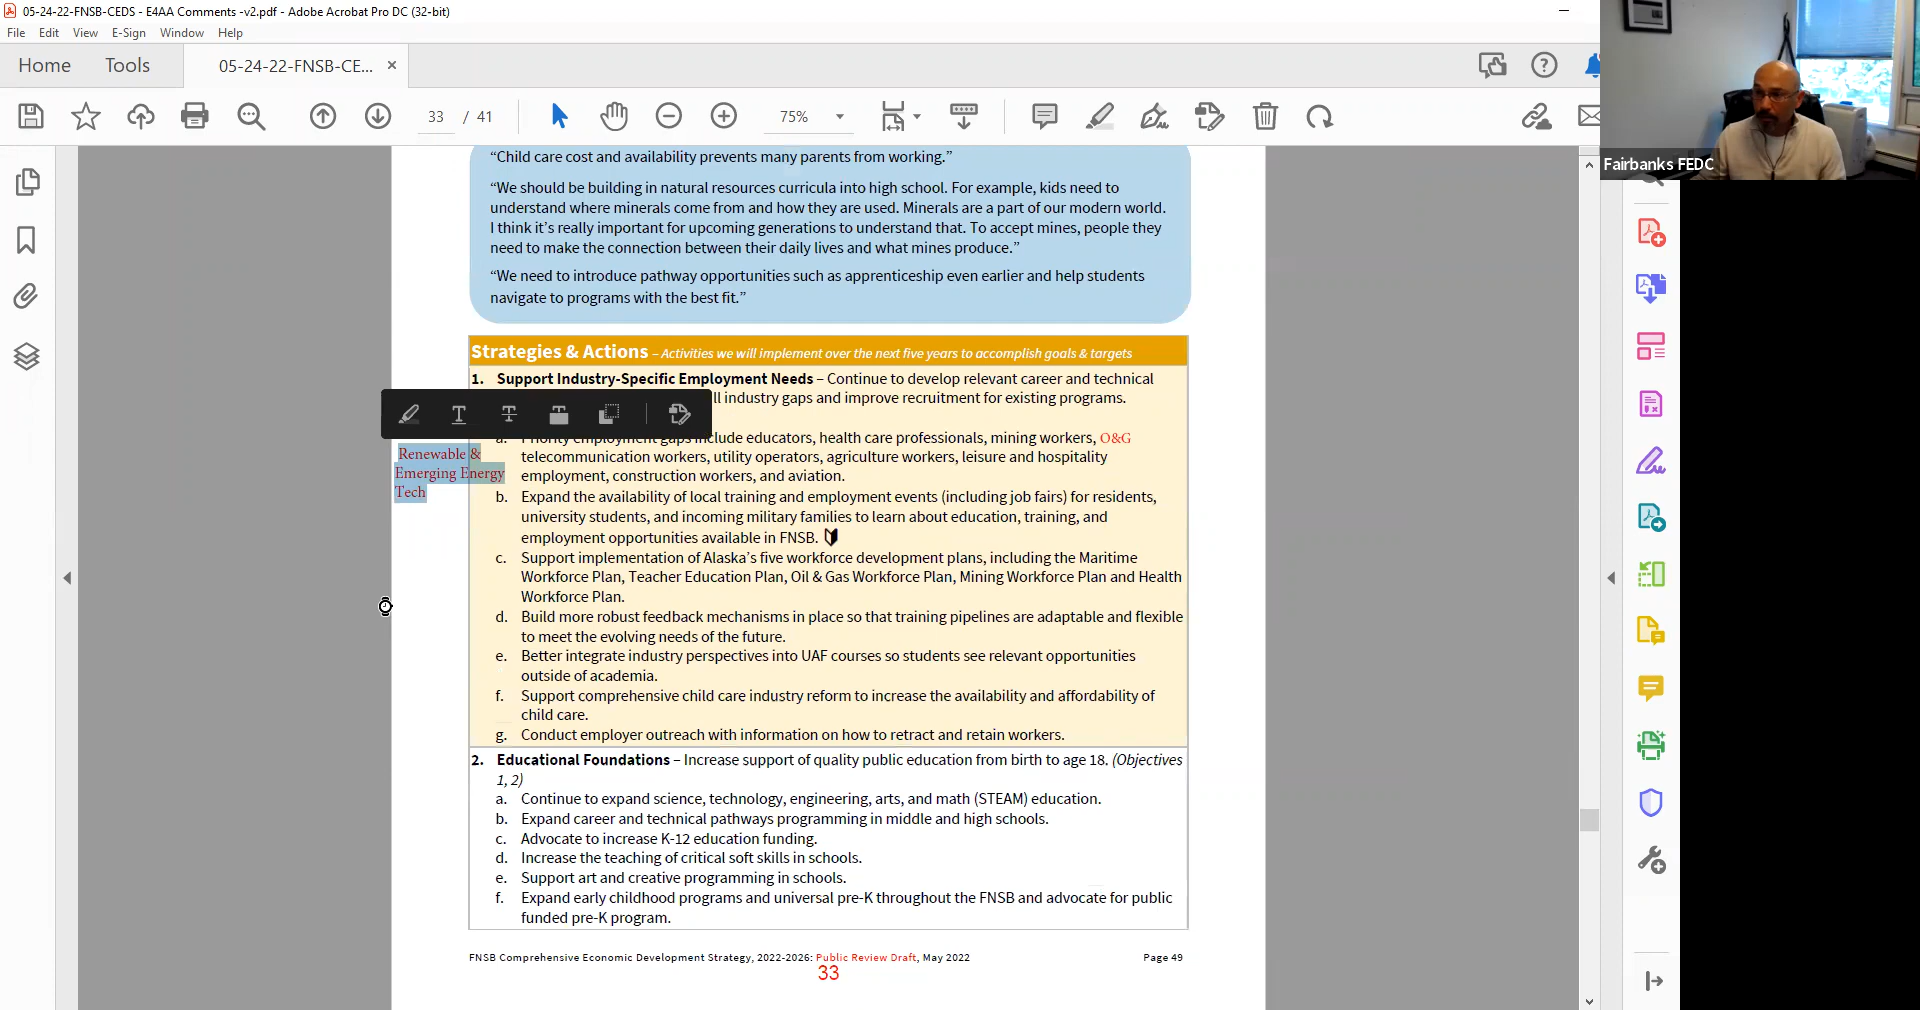 05-24-22-FNSB-CEDS - E4AA Comments -v2.pdf - Adobe Acrobat Pro DC (32-bit)
File Edit View E-Sign Window Help
Home Tools 05-24-22-FNSB-CE... ×
33 / 41 75%
Fairbanks FEDC
“Child care cost and availability prevents many parents from working.”
“We should be building in natural resources curricula into high school. For example, kids need to
understand where minerals come from and how they are used. Minerals are a part of our modern world.
I think it’s really important for upcoming generations to understand that. To accept mines, people they
need to make the connection between their daily lives and what mines produce.”
“We need to introduce pathway opportunities such as apprenticeship even earlier and help students
navigate to programs with the best fit.”
Strategies & Actions – Activities we will implement over the next five years to accomplish goals & targets
1. Support Industry-Specific Employment Needs – Continue to develop relevant career and technical
ll industry gaps and improve recruitment for existing programs.
a. Priority employment gaps include educators, health care professionals, mining workers, O&G
telecommunication workers, utility operators, agriculture workers, leisure and hospitality
employment, construction workers, and aviation.
Renewable &
Emerging Energy
Tech
b. Expand the availability of local training and employment events (including job fairs) for residents,
university students, and incoming military families to learn about education, training, and
employment opportunities available in FNSB.
c. Support implementation of Alaska’s five workforce development plans, including the Maritime
Workforce Plan, Teacher Education Plan, Oil & Gas Workforce Plan, Mining Workforce Plan and Health
Workforce Plan.
d. Build more robust feedback mechanisms in place so that training pipelines are adaptable and flexible
to meet the evolving needs of the future.
e. Better integrate industry perspectives into UAF courses so students see relevant opportunities
outside of academia.
f. Support comprehensive child care industry reform to increase the availability and affordability of
child care.
g. Conduct employer outreach with information on how to retract and retain workers.
2. Educational Foundations – Increase support of quality public education from birth to age 18. (Objectives
1, 2)
a. Continue to expand science, technology, engineering, arts, and math (STEAM) education.
b. Expand career and technical pathways programming in middle and high schools.
c. Advocate to increase K-12 education funding.
d. Increase the teaching of critical soft skills in schools.
e. Support art and creative programming in schools.
f. Expand early childhood programs and universal pre-K throughout the FNSB and advocate for public
funded pre-K program.
FNSB Comprehensive Economic Development Strategy, 2022-2026: Public Review Draft, May 2022 Page 49
33